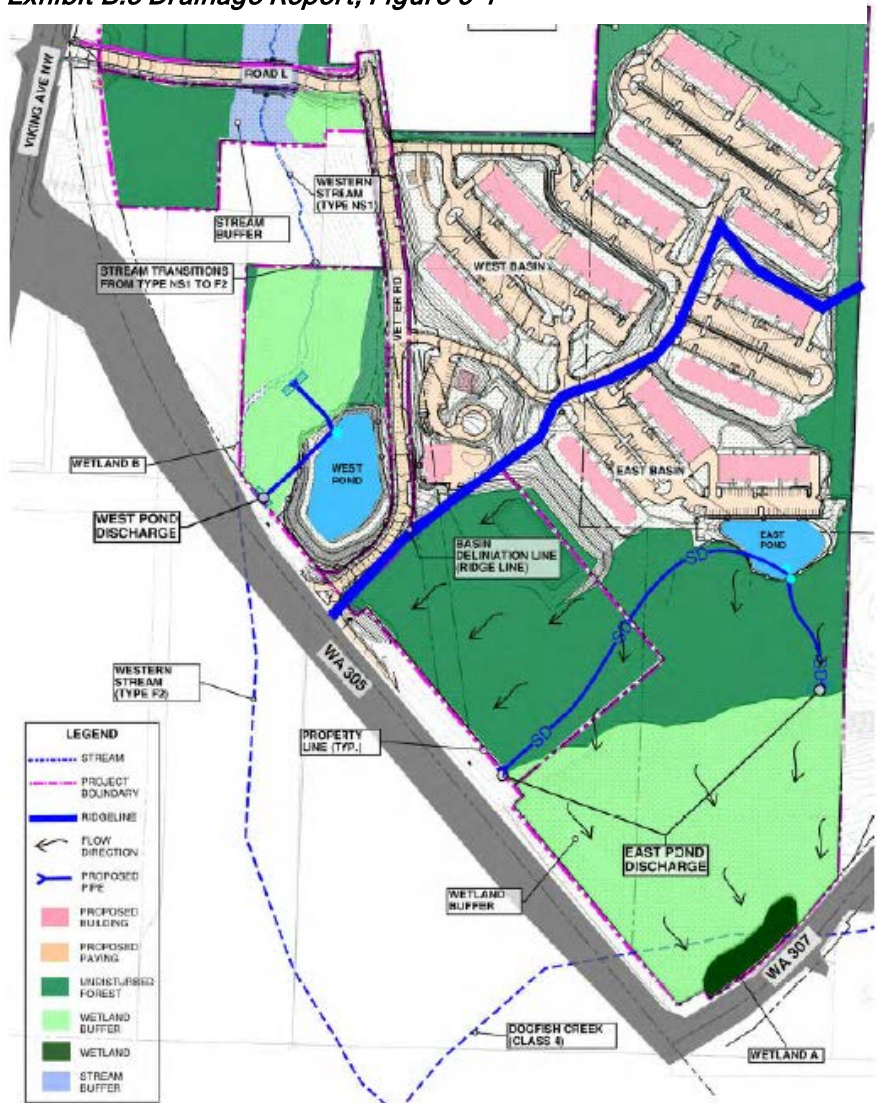 Exhibit B.8 Drainage Report, Figure 3-1
VIKING AVE NW
ROAD L
WESTERN
STREAM
(TYPE NS1)
STREAM
BUFFER
STREAM TRANSITIONS
FROM TYPE NS1 TO F2
VETTER RD
WEST BASIN
WETLAND B
WEST
POND
WEST POND
DISCHARGE
EAST BASIN
EAST
POND
BASIN
DELINIATION LINE
(RIDGE LINE)
SD
SD
SD
SD
WA 305
WESTERN
STREAM
(TYPE F2)
PROPERTY
LINE (TYP.)
EAST POND
DISCHARGE
WETLAND
BUFFER
WA 307
DOGFISH CREEK
(CLASS 4)
WETLAND A
LEGEND
STREAM
PROJECT
BOUNDARY
RIDGELINE
FLOW
DIRECTION
PROPOSED
PIPE
PROPOSED
BUILDING
PROPOSED
PAVING
UNDISTURBED
FOREST
WETLAND
BUFFER
WETLAND
STREAM
BUFFER